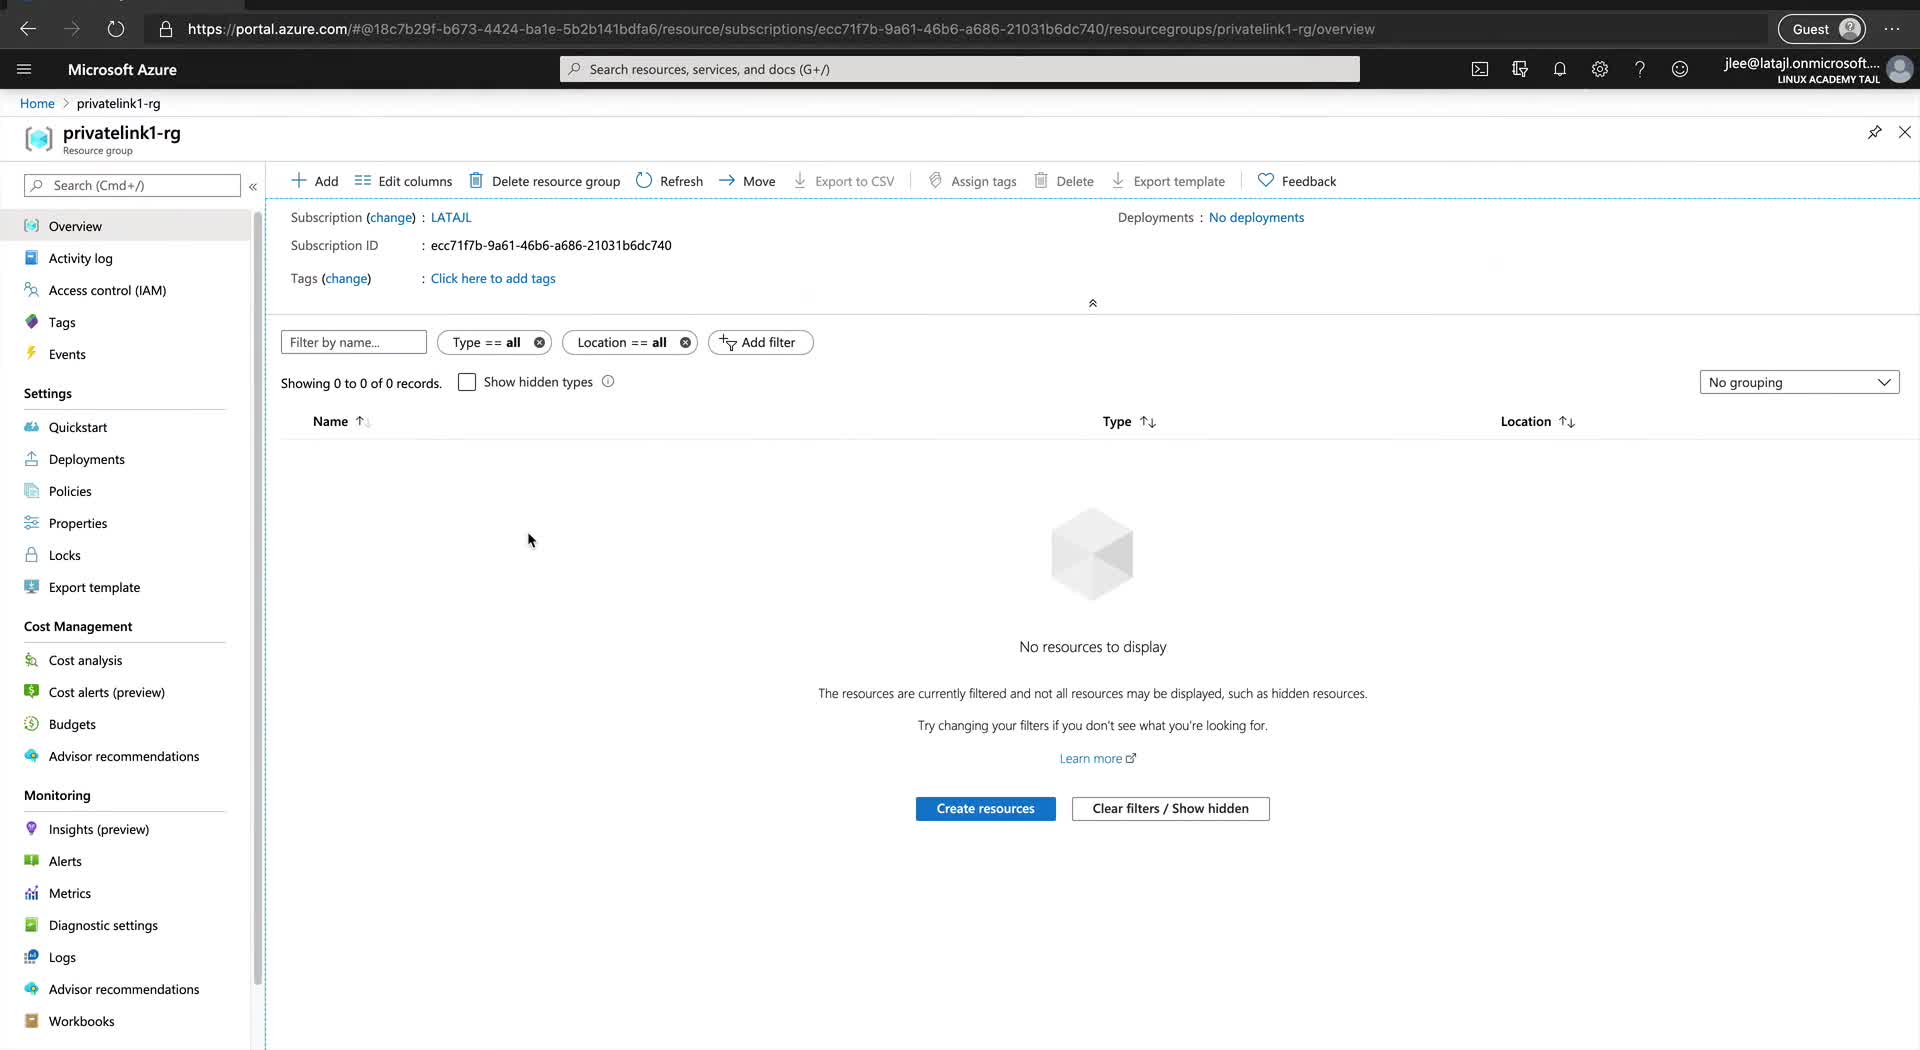 https://portal.azure.com/#@18c7b29f-b673-4424-ba1e-5b2b141bdfa6/resource/subscriptions/ecc71f7b-9a61-46b6-a686-21031b6dc740/resourcegroups/privatelink1-rg/overview
Guest
Microsoft Azure
Search resources, services, and docs (G+/)
jlee@latajl.onmicrosoft....
LINUX ACADEMY TAJL
Home > privatelink1-rg
privatelink1-rg
Resource group
Search (Cmd+/)
Add
Edit columns
Delete resource group
Refresh
Move
Export to CSV
Assign tags
Delete
Export template
Feedback
Overview
Activity log
Access control (IAM)
Tags
Events
Settings
Quickstart
Deployments
Policies
Properties
Locks
Export template
Cost Management
Cost analysis
Cost alerts (preview)
Budgets
Advisor recommendations
Monitoring
Insights (preview)
Alerts
Metrics
Diagnostic settings
Logs
Advisor recommendations
Workbooks
Subscription (change) : LATAJL
Deployments : No deployments
Subscription ID : ecc71f7b-9a61-46b6-a686-21031b6dc740
Tags (change) : Click here to add tags
Filter by name...
Type == all
Location == all
Add filter
Showing 0 to 0 of 0 records.
Show hidden types
No grouping
Name
Type
Location
No resources to display
The resources are currently filtered and not all resources may be displayed, such as hidden resources.
Try changing your filters if you don't see what you're looking for.
Learn more
Create resources
Clear filters / Show hidden